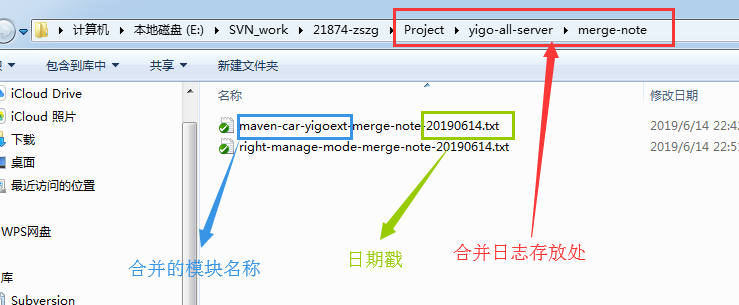 计算机 本地磁盘 (E:) SVN_work 21874-zszg Project yigo-all-server merge-note
包含到库中 共享 新建文件夹
名称 修改日期
iCloud Drive
iCloud 照片
下载
桌面
最近访问的位置
WPS网盘
库
Subversion
maven-car-yigoext-merge-note-20190614.txt 2019/6/14 22:4
right-manage-mode-merge-note-20190614.txt 2019/6/14 22:5
合并的模块名称
日期戳
合并日志存放处